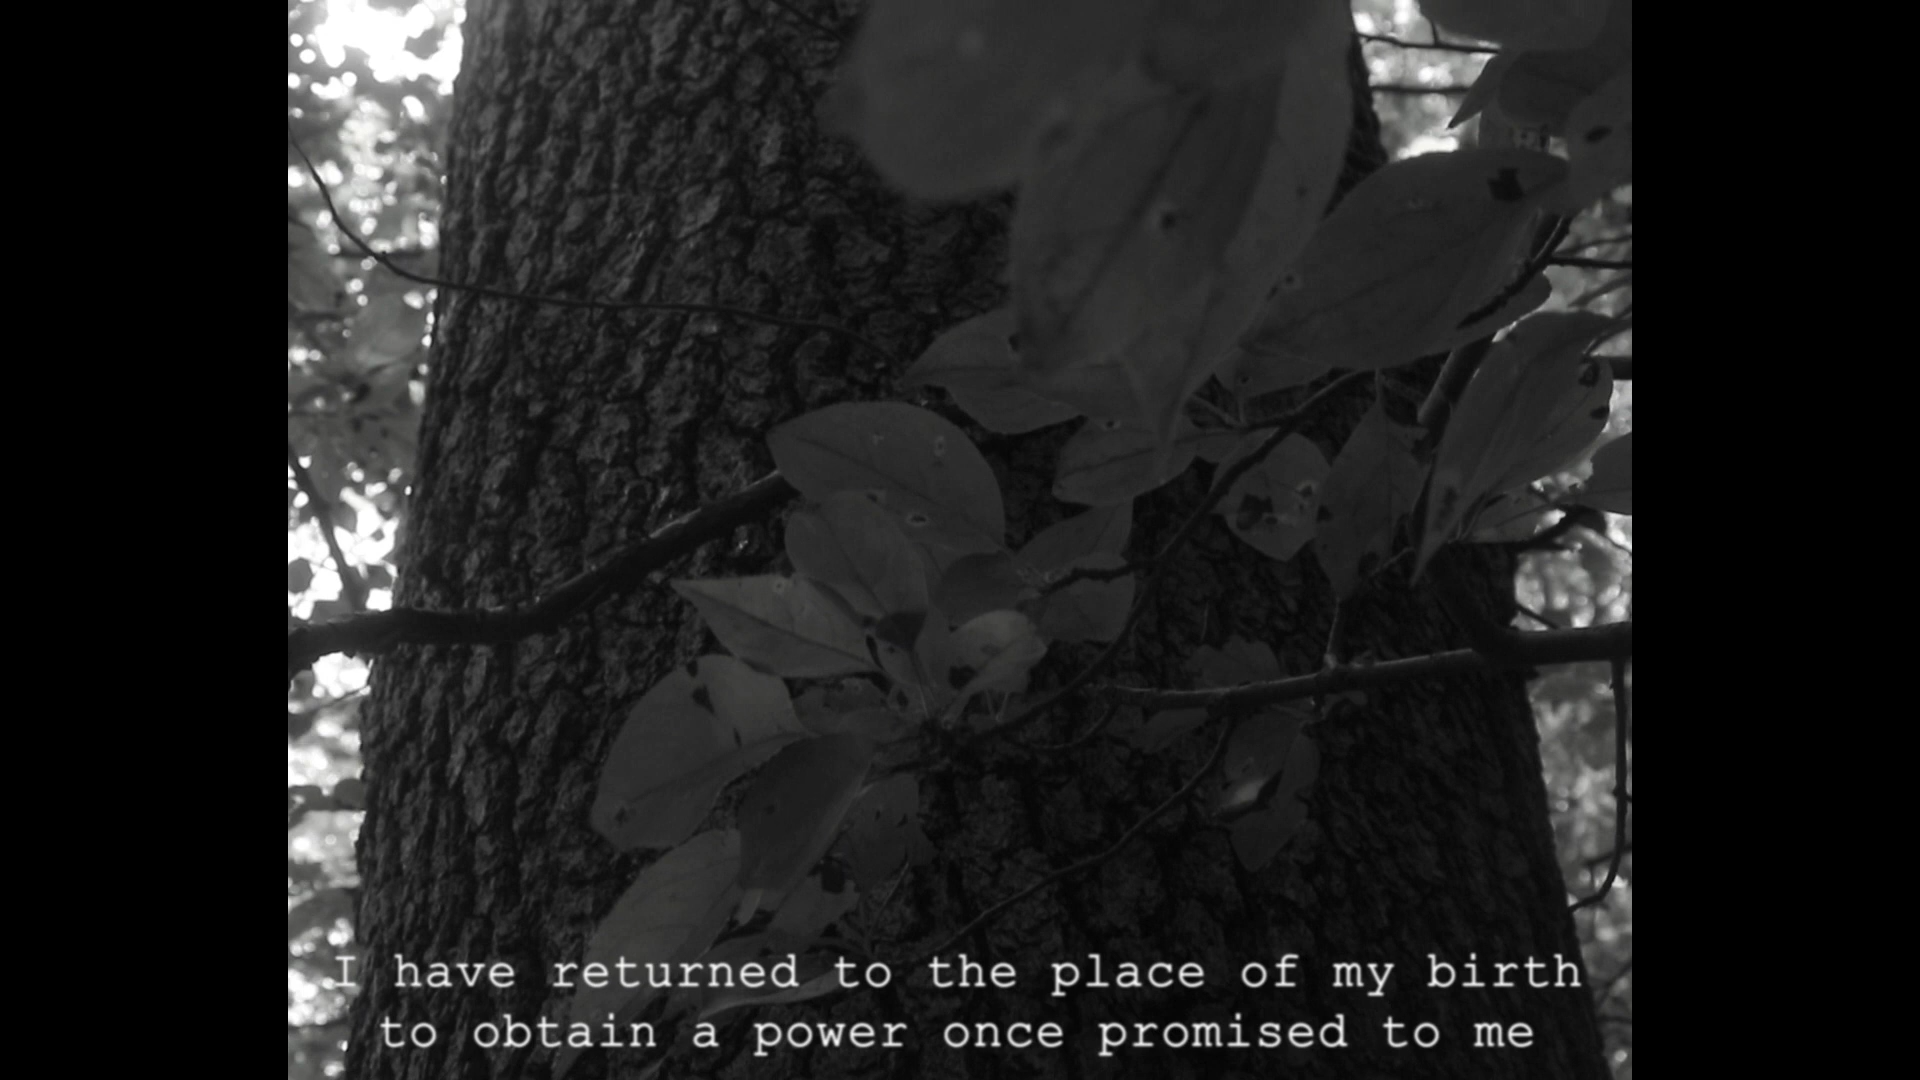 I have returned to the place of my birth
to obtain a power once promised to me